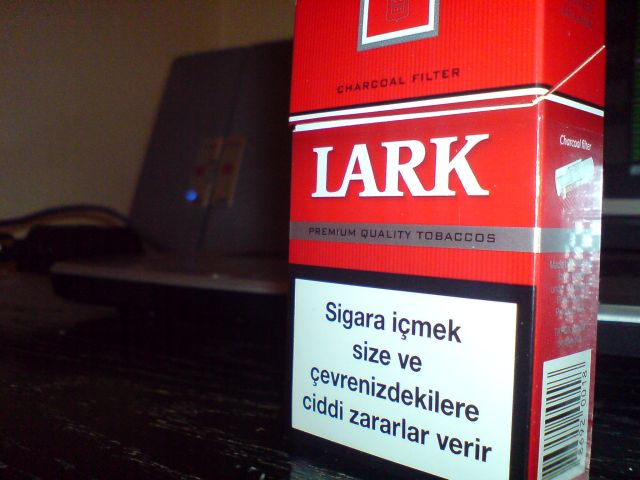 CHARCOAL FILTER
LARK
PREMIUM QUALITY TOBACCOS
Sigara içmek
size ve
çevrenizdekilere
ciddi zararlar verir
Charcoal filter